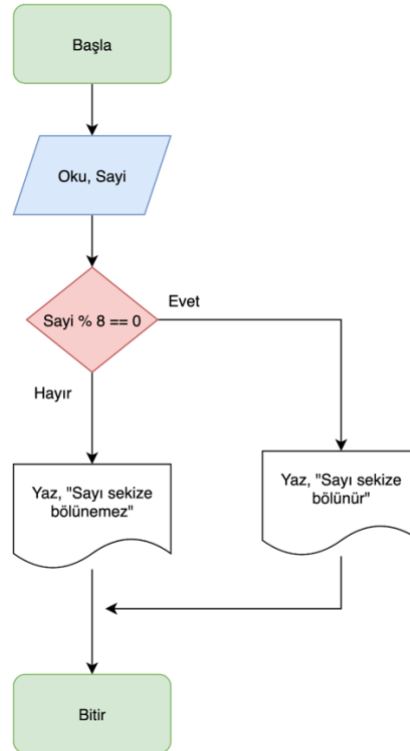 Başla
Oku, Sayi
Sayi % 8 == 0
Evet
Hayır
Yaz, "Sayı sekize
bölünemez"
Yaz, "Sayı sekize
bölünür"
Bitir